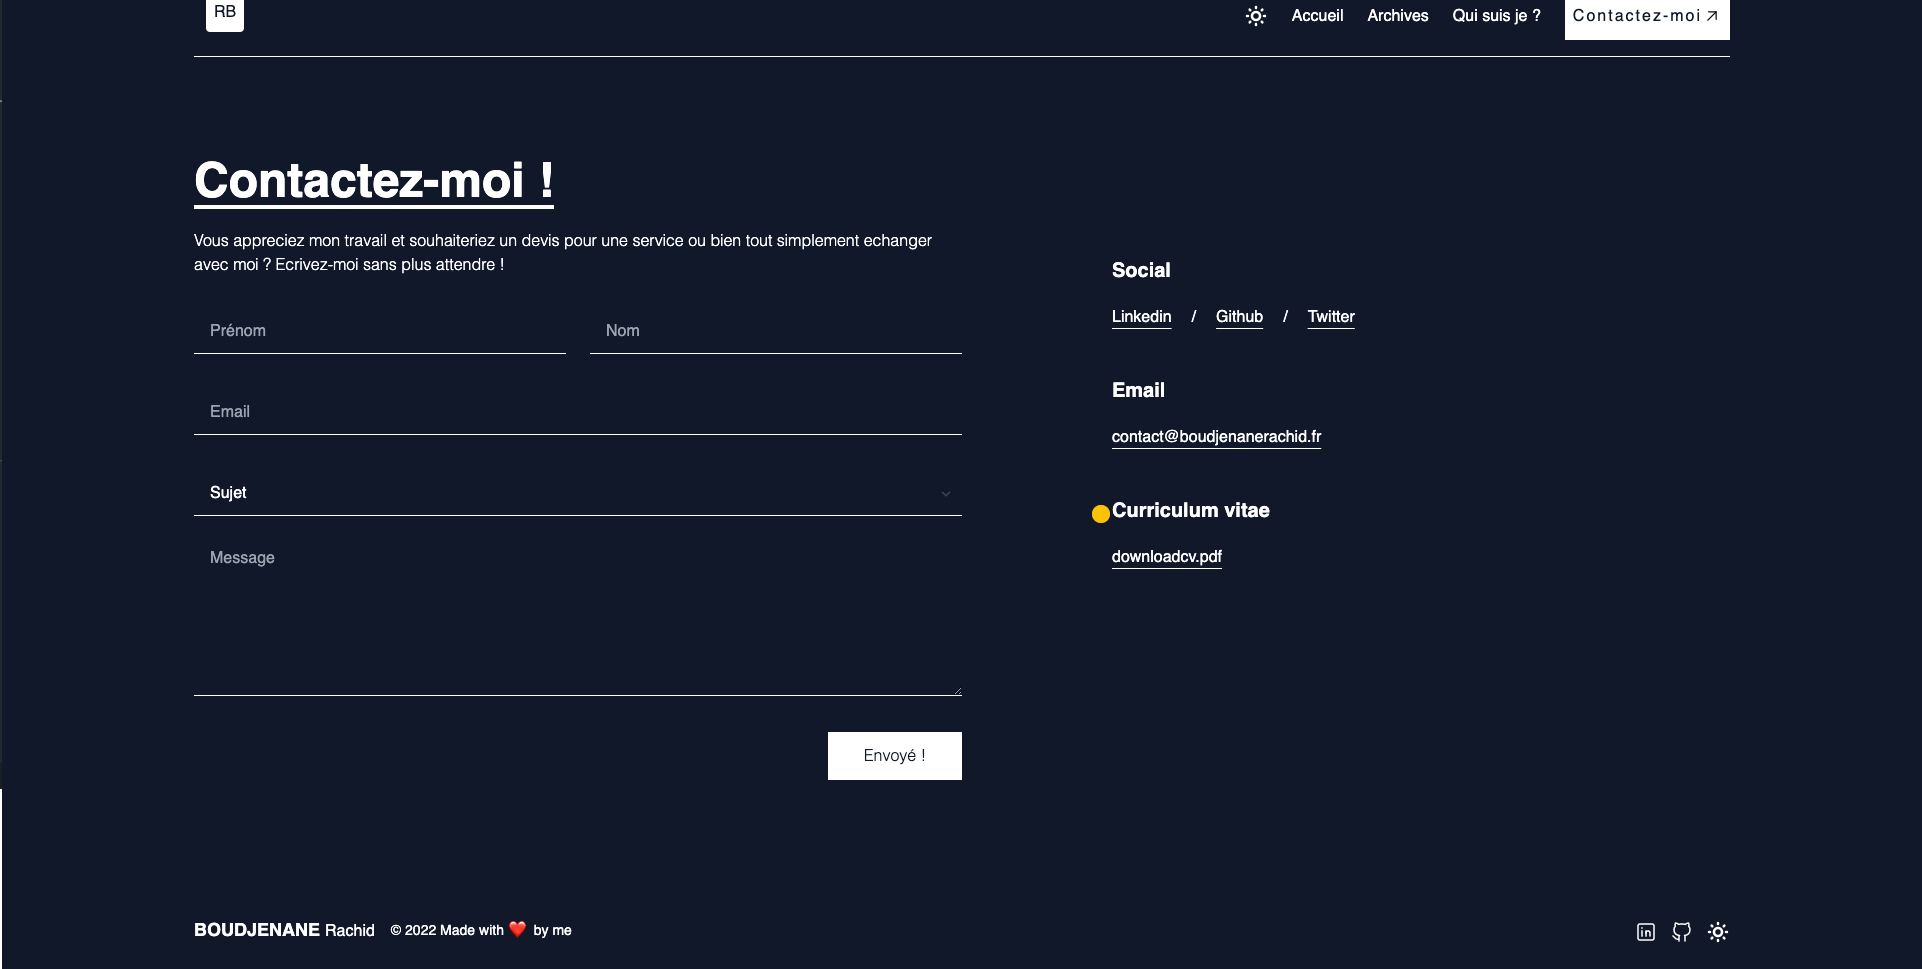 RB
Accueil
Archives
Qui suis je ?
Contactez-moi
Contactez-moi !
Vous appreciez mon travail et souhaiteriez un devis pour une service ou bien tout simplement echanger
avec moi ? Ecrivez-moi sans plus attendre !
Prénom
Nom
Email
Sujet
Message
Envoyé !
Social
Linkedin / Github / Twitter
Email
contact@boudjenanerachid.fr
Curriculum vitae
downloadcv.pdf
BOUDJENANE Rachid © 2022 Made with ❤️ by me
in